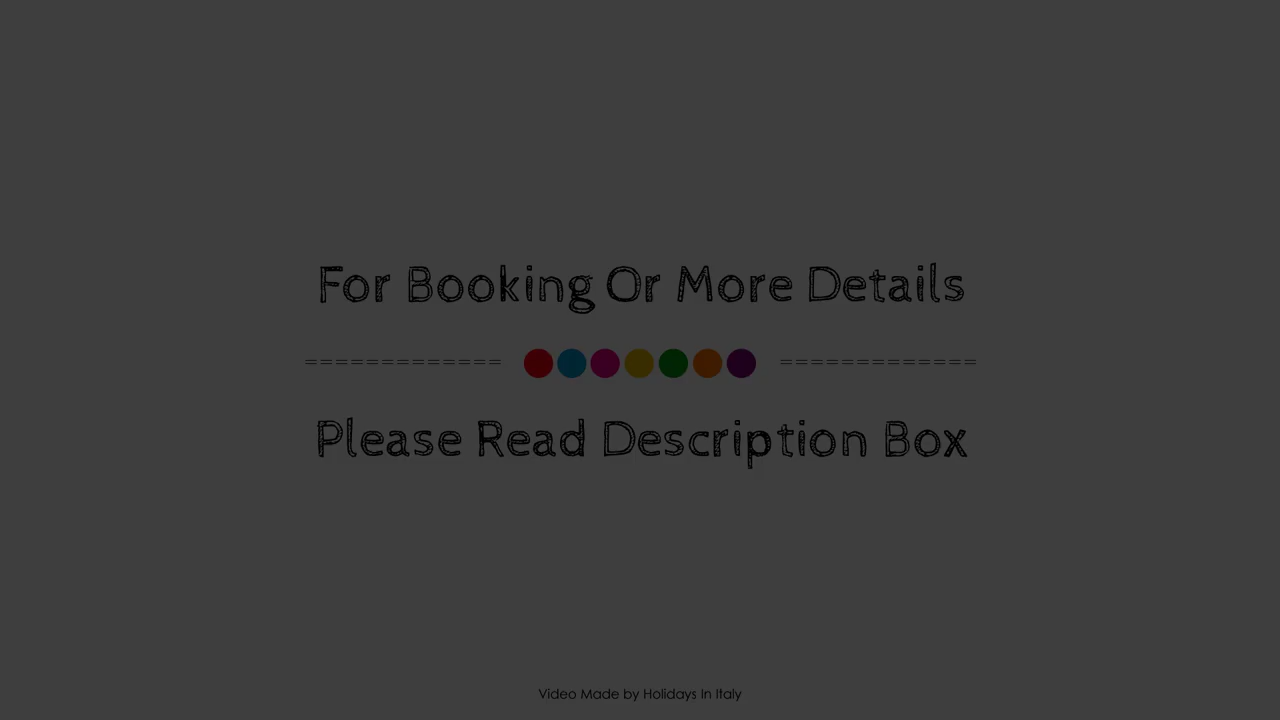 For Booking Or More Details
============= =============
Please Read Description Box
Video Made by Holidays In Italy